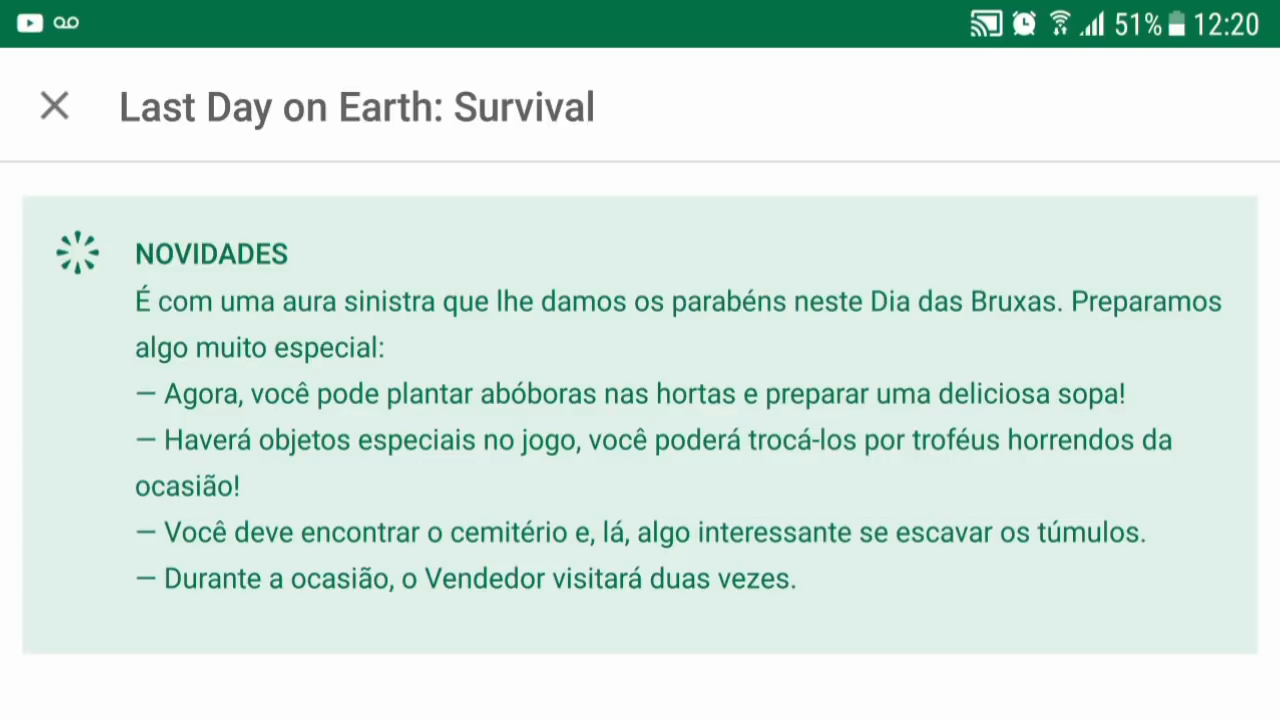 51% 12:20
Last Day on Earth: Survival
NOVIDADES
É com uma aura sinistra que lhe damos os parabéns neste Dia das Bruxas. Preparamos
algo muito especial:
— Agora, você pode plantar abóboras nas hortas e preparar uma deliciosa sopa!
— Haverá objetos especiais no jogo, você poderá trocá-los por troféus horrendos da
ocasião!
— Você deve encontrar o cemitério e, lá, algo interessante se escavar os túmulos.
— Durante a ocasião, o Vendedor visitará duas vezes.